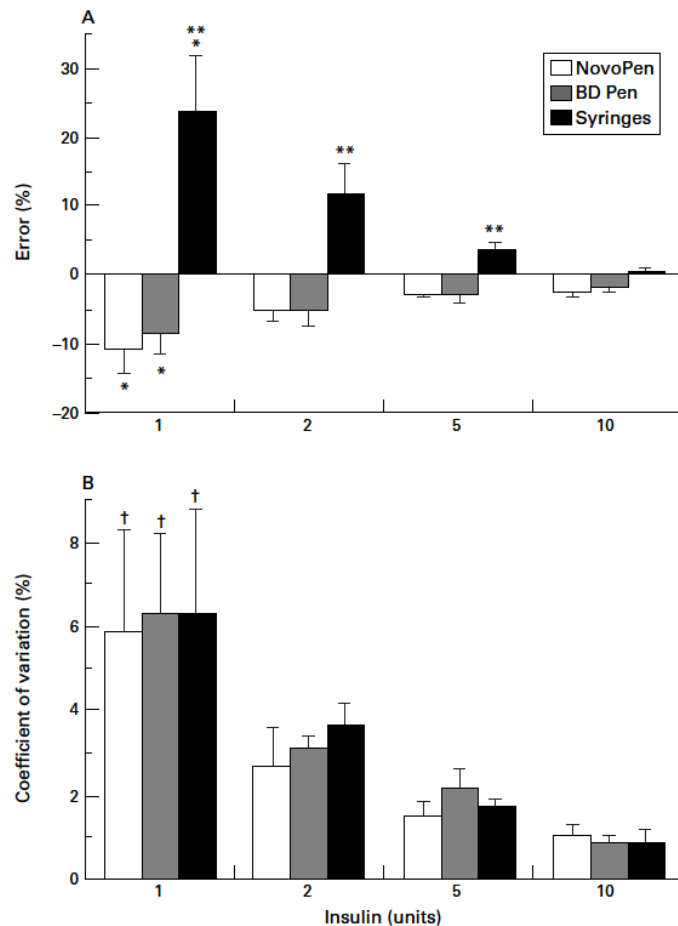 A
**
*
NovoPen
BD Pen
Syringes
30
**
20
Error (%)
10
**
0
–10
*
*
–20
1 2 5 10
B
†
†
†
8
6
Coefficient of variation (%)
4
2
0
1 2 5 10
Insulin (units)